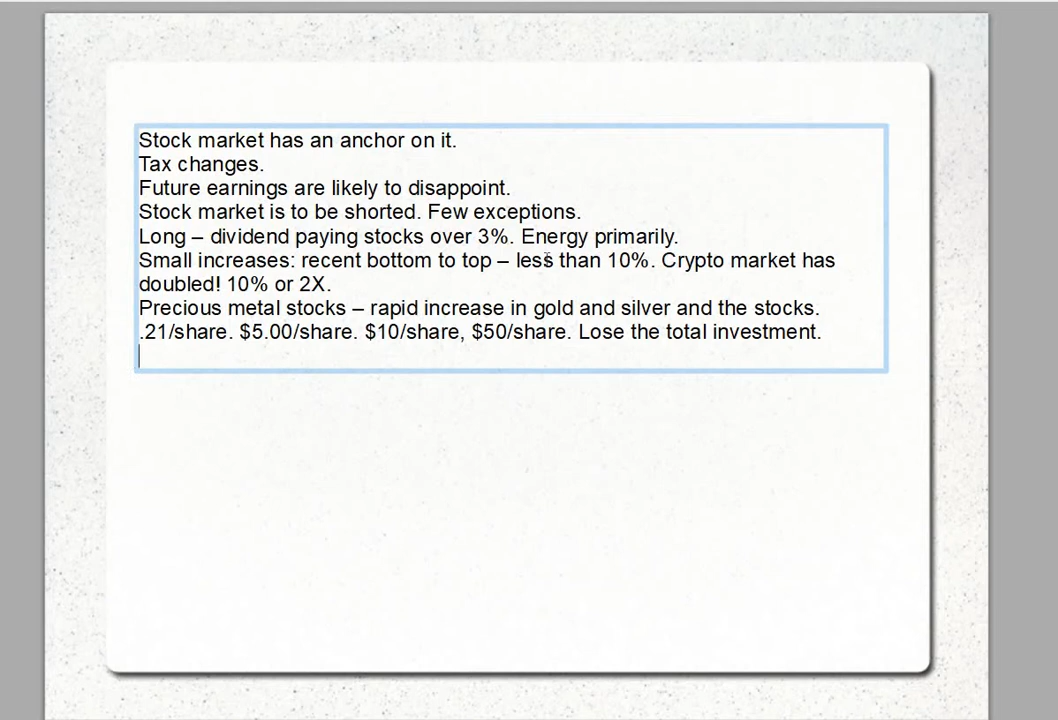 Stock market has an anchor on it.
Tax changes.
Future earnings are likely to disappoint.
Stock market is to be shorted. Few exceptions.
Long – dividend paying stocks over 3%. Energy primarily.
Small increases: recent bottom to top – less than 10%. Crypto market has
doubled! 10% or 2X.
Precious metal stocks – rapid increase in gold and silver and the stocks.
.21/share. $5.00/share. $10/share, $50/share. Lose the total investment.